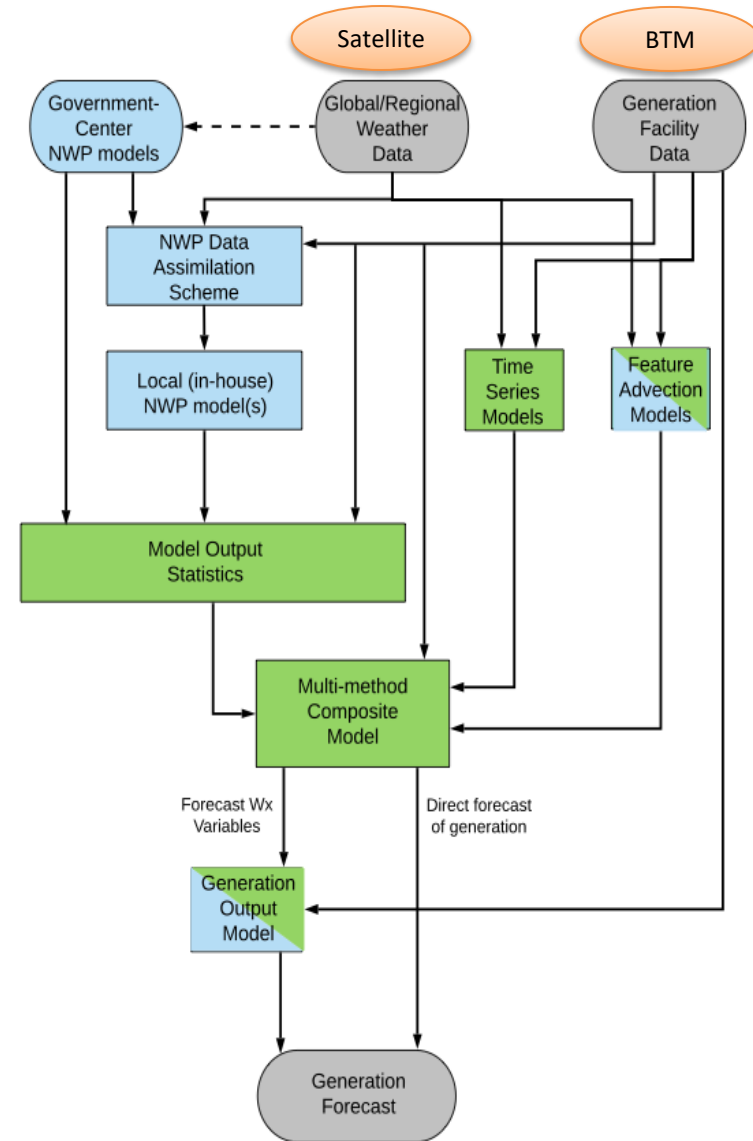 Satellite
BTM
Government-
Center
NWP models
Global/Regional
Weather
Data
Generation
Facility
Data
NWP Data
Assimilation
Scheme
Local (in-house)
NWP model(s)
Time
Series
Models
Feature
Advection
Models
Model Output
Statistics
Multi-method
Composite
Model
Forecast Wx
Variables
Direct forecast
of generation
Generation
Output
Model
Generation
Forecast